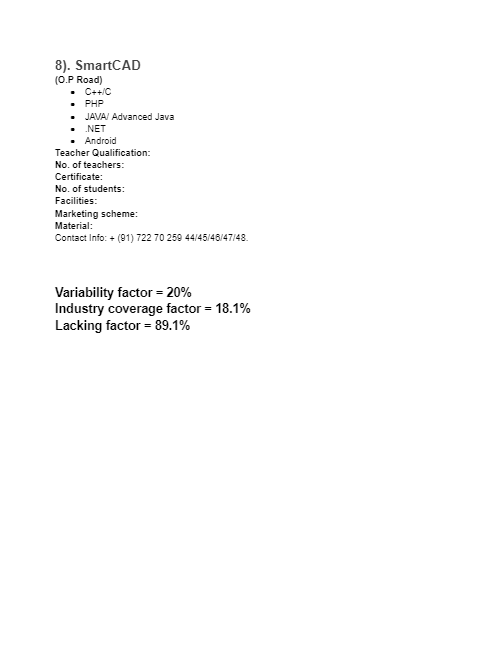 8). SmartCAD
(O.P Road)
• C++/C
• PHP
• JAVA/ Advanced Java
• .NET
• Android
Teacher Qualification:
No. of teachers:
Certificate:
No. of students:
Facilities:
Marketing scheme:
Material:
Contact Info: + (91) 722 70 259 44/45/46/47/48.
Variability factor = 20%
Industry coverage factor = 18.1%
Lacking factor = 89.1%